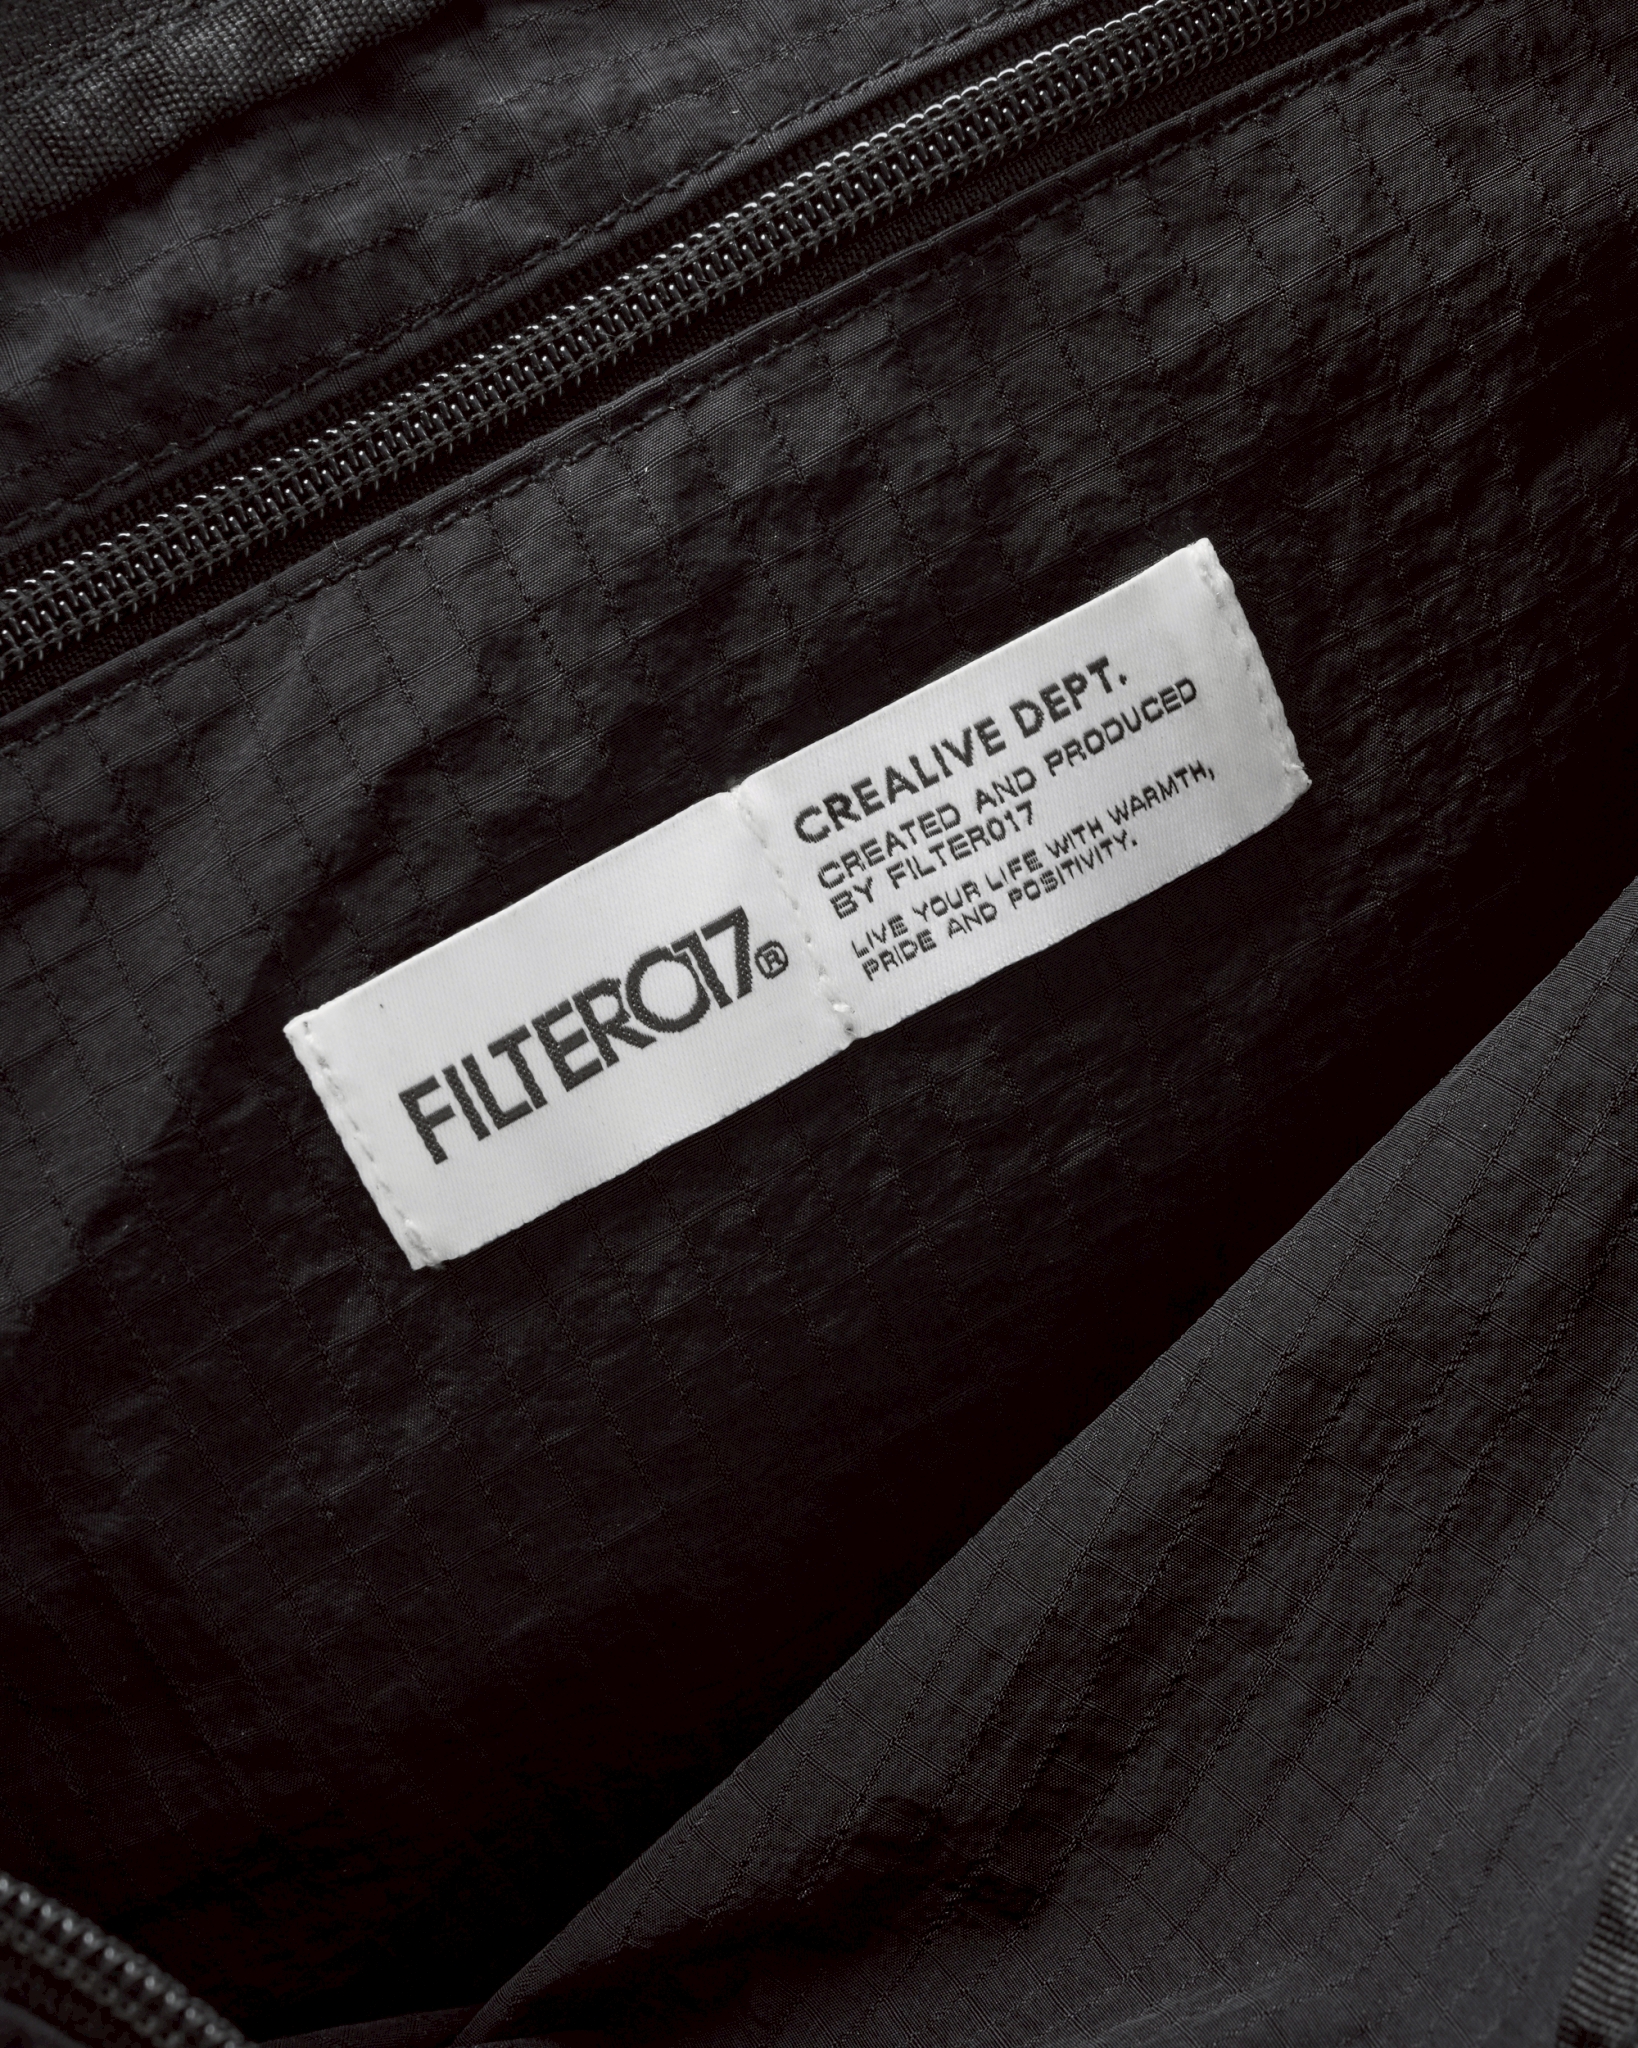 FILTER017®
CREALIVE DEPT.
CREATED AND PRODUCED
BY FILTER017
LIVE YOUR LIFE WITH WARMTH,
PRIDE AND POSITIVITY.